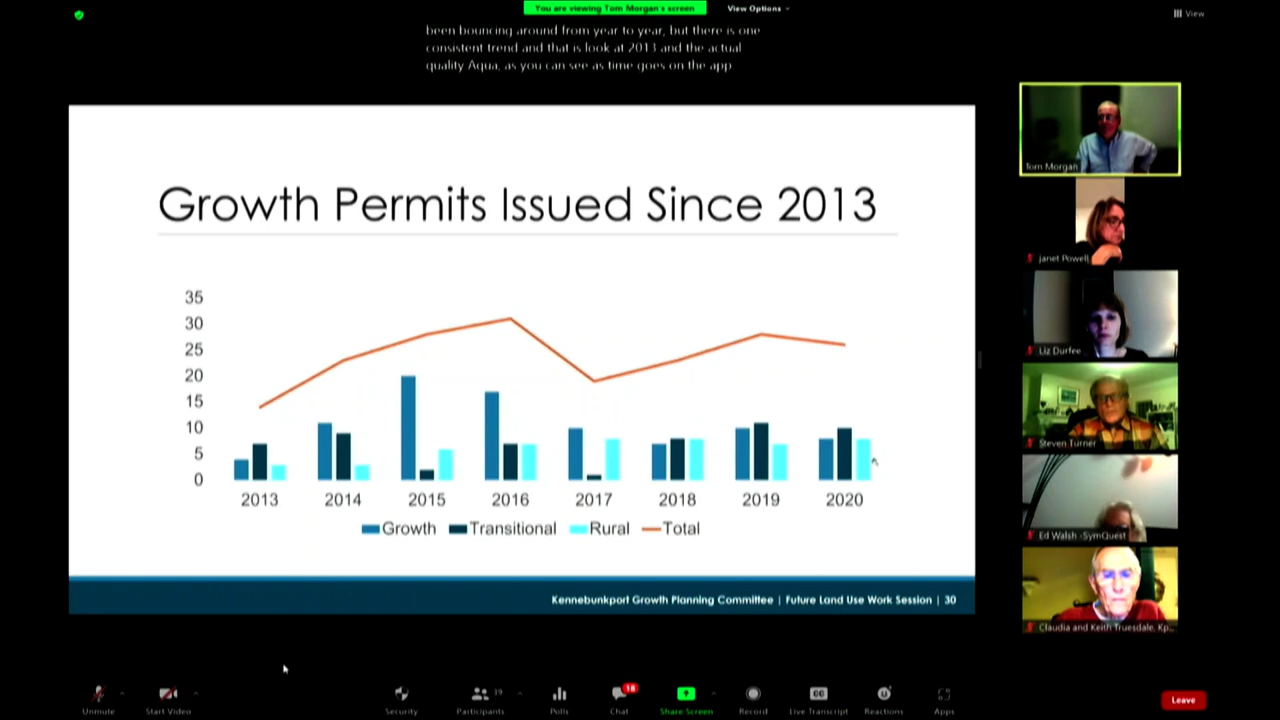 You are viewing Tom Morgan's screen
View Options
View
been bouncing around from year to year, but there is one
consistent trend and that is look at 2013 and the actual
quality Aqua, as you can see as time goes on the app.
Growth Permits Issued Since 2013
35
30
25
20
15
10
5
0
2013 2014 2015 2016 2017 2018 2019 2020
Growth Transitional Rural Total
Kennebunkport Growth Planning Committee | Future Land Use Work Session | 30
Tom Morgan
janet Powell
Liz Durfee
Steven Turner
Ed Walsh -SymQuest
Claudia and Keith Truesdale, Kp...
Unmute
Start Video
Security
Participants
19
Polls
Chat
18
Share Screen
Record
CC
Live Transcript
Reactions
Apps
Leave